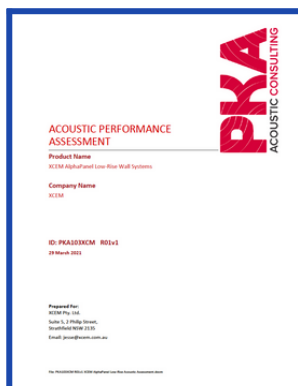 PKA
ACOUSTIC CONSULTING
ACOUSTIC PERFORMANCE
ASSESSMENT
Product Name
XCEM AlphaPanel Low-Rise Wall Systems
Company Name
XCEM
ID: PKA103XCM R01v1
29 March 2021
Prepared For:
XCEM Pty. Ltd.
Suite 5, 2 Philip Street,
Strathfield NSW 2135